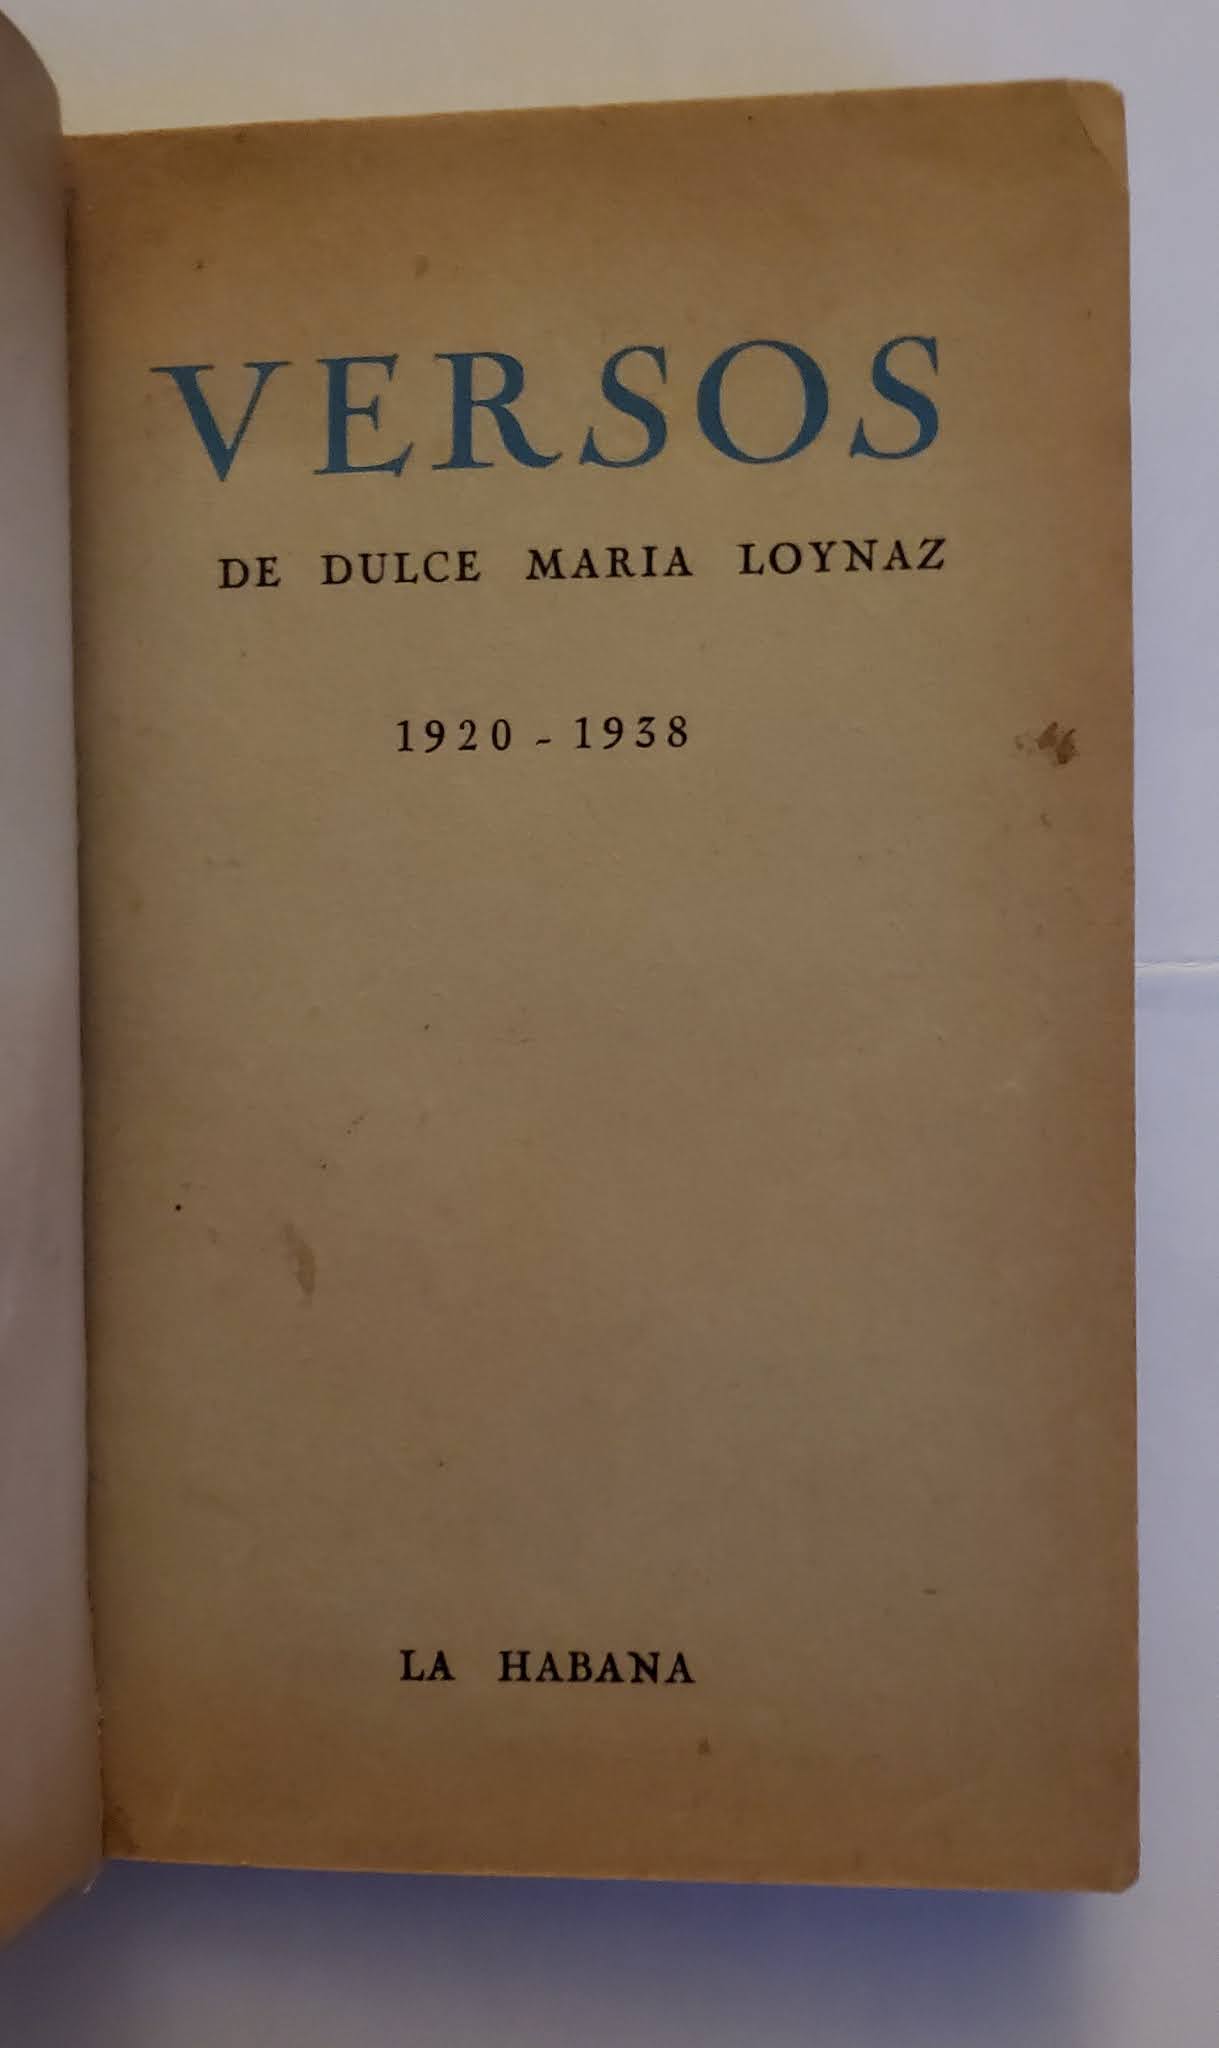 VERSOS
DE DULCE MARIA LOYNAZ
1920 - 1938
LA HABANA